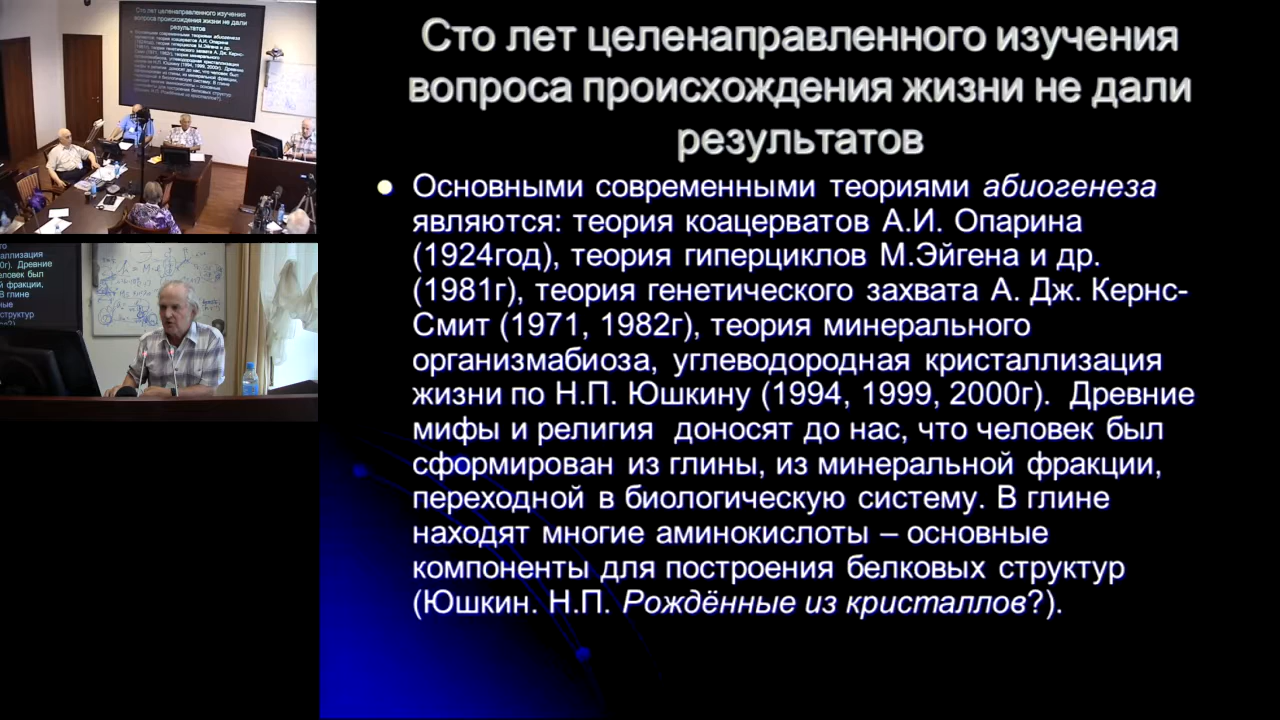 Сто лет целенаправленного изучения
вопроса происхождения жизни не дали
результатов
Основными современными теориями абиогенеза
являются: теория коацерватов А.И. Опарина
(1924год), теория гиперциклов М.Эйгена и др.
(1981г), теория генетического захвата А. Дж. Кернс-
Смит (1971, 1982г), теория минерального
организмабиоза, углеводородная кристаллизация
жизни по Н.П. Юшкину (1994, 1999, 2000г). Древние
мифы и религия доносят до нас, что человек был
сформирован из глины, из минеральной фракции,
переходной в биологическую систему. В глине
находят многие аминокислоты – основные
компоненты для построения белковых структур
(Юшкин. Н.П. Рождённые из кристаллов?).